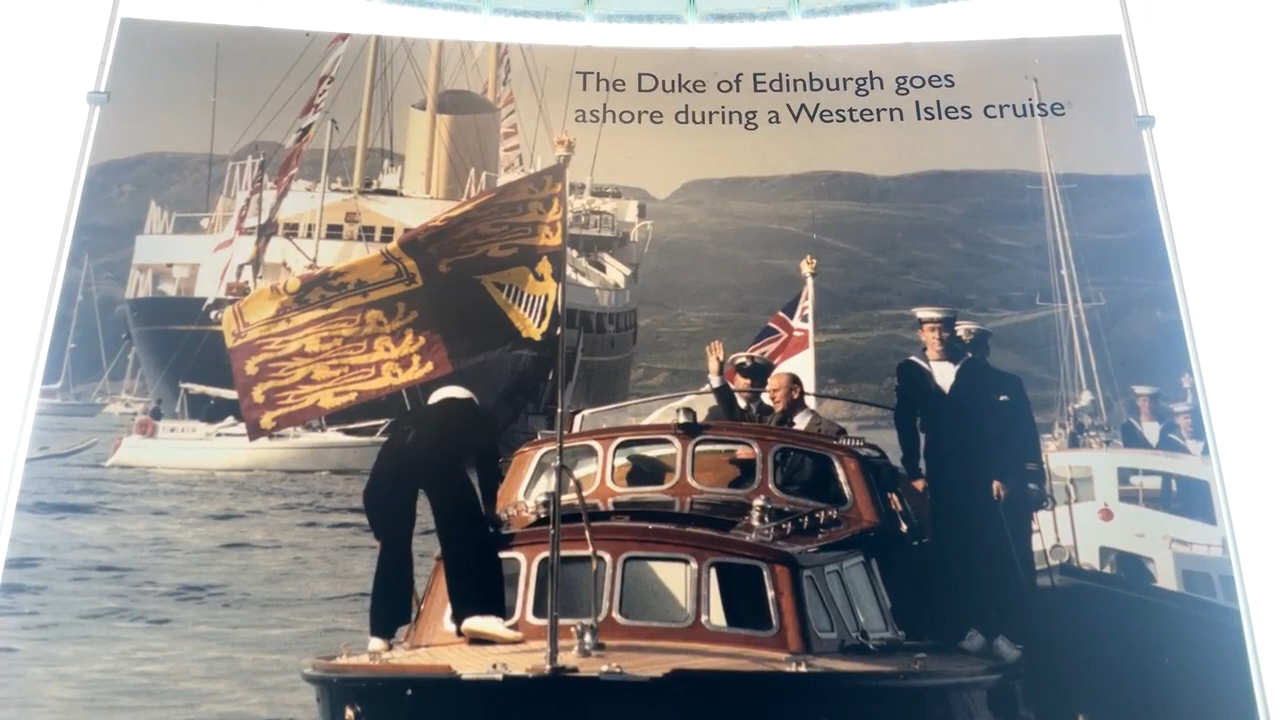 The Duke of Edinburgh goes
ashore during a Western Isles cruise